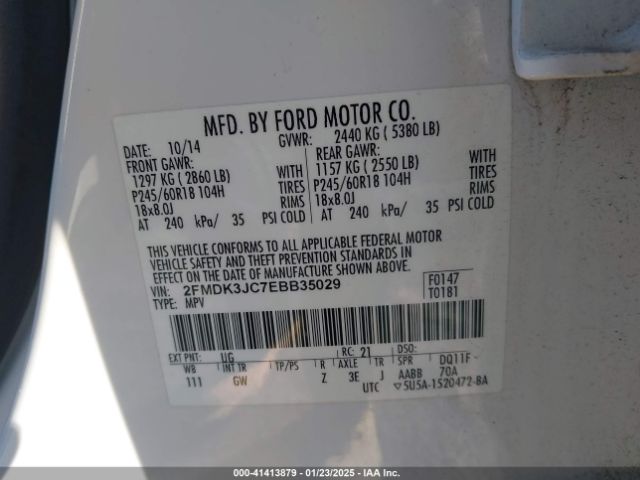 MFD. BY FORD MOTOR CO.
DATE: 10/14 GVWR: 2440 KG ( 5380 LB)
FRONT GAWR: REAR GAWR:
1297 KG ( 2860 LB) WITH 1157 KG ( 2550 LB) WITH
P245/60R18 104H TIRES P245/60R18 104H TIRES
18x8.0J RIMS 18x8.0J RIMS
AT 240 kPa/ 35 PSI COLD AT 240 kPa/ 35 PSI COLD
THIS VEHICLE CONFORMS TO ALL APPLICABLE FEDERAL MOTOR
VEHICLE SAFETY AND THEFT PREVENTION STANDARDS IN
EFFECT ON THE DATE OF MANUFACTURE SHOWN ABOVE.
VIN: 2FMDK3JC7EBB35029 F0147
TYPE: MPV T0181
EXT PNT: UG RC: 21 DSO:
WB INT TR TP/PS R AXLE TR SPR DQ11F
111 GW Z 3E J AABB 70A
UTC ▽5U5A-1520472-BA
000-41413879 - 01/23/2025 - IAA Inc.